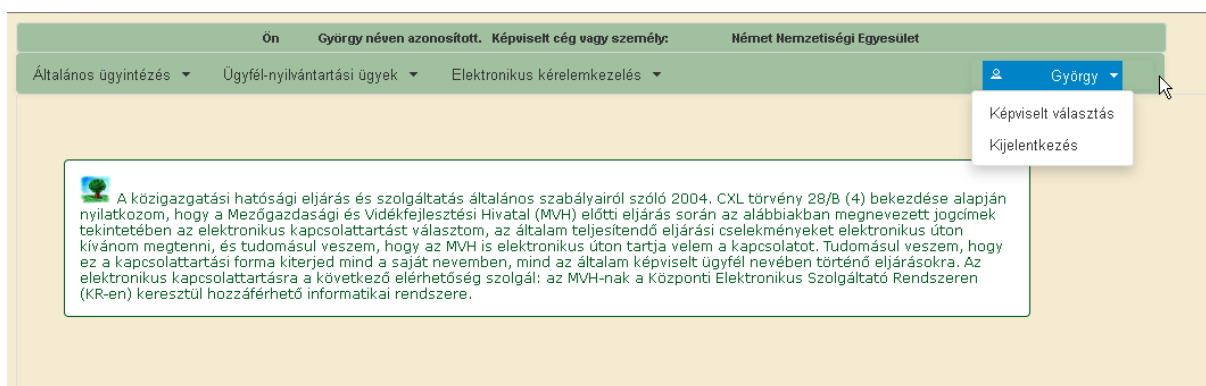 Ön György néven azonosított. Képviselt cég vagy személy: Német Nemzetiségi Egyesület
Általános ügyintézés Ügyfél-nyilvántartási ügyek Elektronikus kérelemkezelés György
Képviselt választás
Kijelentkezés
A közigazgatási hatósági eljárás és szolgáltatás általános szabályairól szóló 2004. CXL törvény 28/B (4) bekezdése alapján
nyilatkozom, hogy a Mezőgazdasági és Vidékfejlesztési Hivatal (MVH) előtti eljárás során az alábbiakban megnevezett jogcímek
tekintetében az elektronikus kapcsolattartást választom, az általam teljesítendő eljárási cselekményeket elektronikus úton
kívánom megtenni, és tudomásul veszem, hogy az MVH is elektronikus úton tartja velem a kapcsolatot. Tudomásul veszem, hogy
ez a kapcsolattartási forma kiterjed mind a saját nevemben, mind az általam képviselt ügyfél nevében történő eljárásokra. Az
elektronikus kapcsolattartásra a következő elérhetőség szolgál: az MVH-nak a Központi Elektronikus Szolgáltató Rendszeren
(KR-en) keresztül hozzáférhető informatikai rendszere.